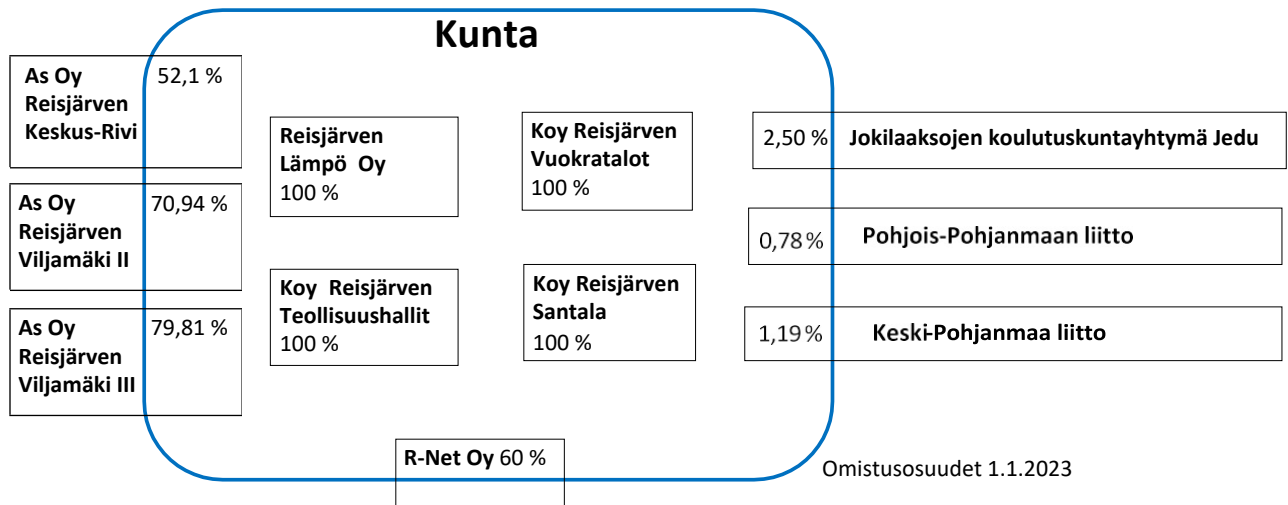 Kunta
As Oy 52,1 %
Reisjärven
Keskus-Rivi
As Oy 70,94 %
Reisjärven
Viljamäki II
As Oy 79,81 %
Reisjärven
Viljamäki III
Reisjärven
Lämpö Oy
100 %
Koy Reisjärven
Vuokratalot
100 %
Koy Reisjärven
Teollisuushallit
100 %
Koy Reisjärven
Santala
100 %
2,50 % Jokilaaksojen koulutuskuntayhtymä Jedu
0,78 % Pohjois-Pohjanmaan liitto
1,19 % Keski-Pohjanmaa liitto
R-Net Oy 60 %
Omistusosuudet 1.1.2023